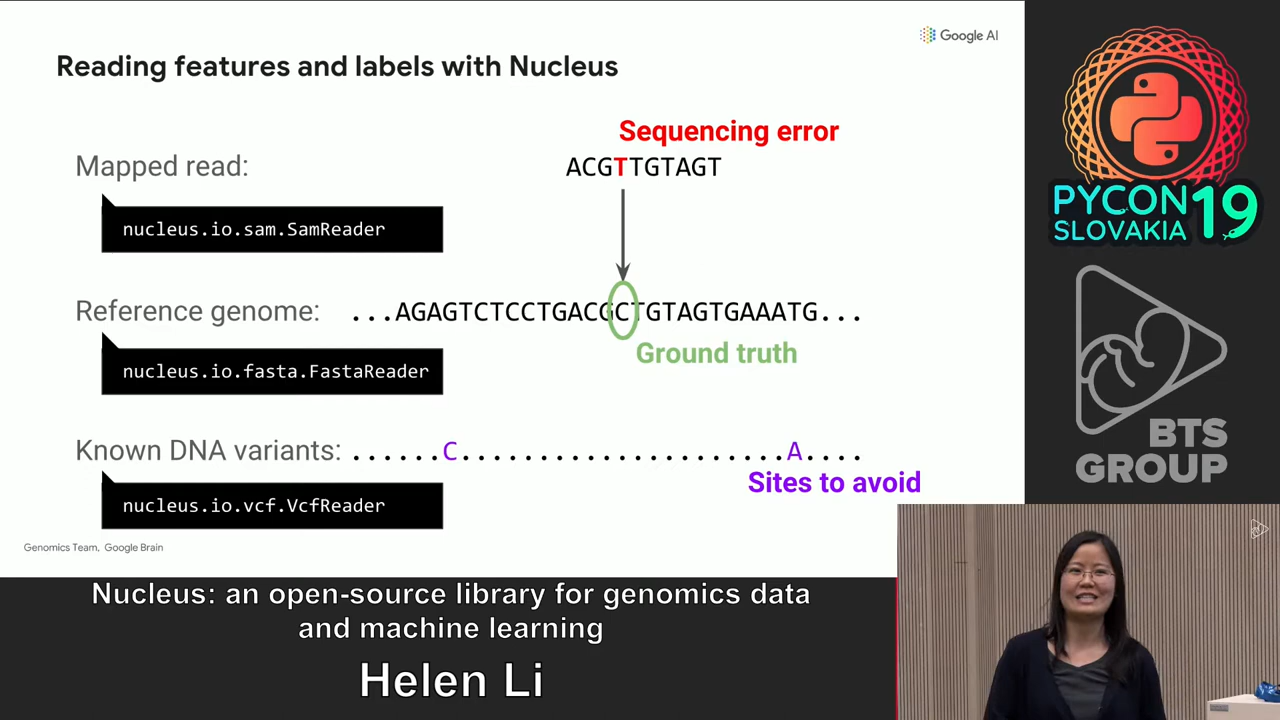 Google AI
Reading features and labels with Nucleus
Sequencing error
Mapped read: ACGTTGTAGT
nucleus.io.sam.SamReader
Reference genome: ...AGAGTCTCCTGACGCTGTAGTGAAATG...
Ground truth
nucleus.io.fasta.FastaReader
Known DNA variants: ......C.....................A....
Sites to avoid
nucleus.io.vcf.VcfReader
Genomics Team, Google Brain
PYCON 19
SLOVAKIA
BTS
GROUP
Nucleus: an open-source library for genomics data
and machine learning
Helen Li